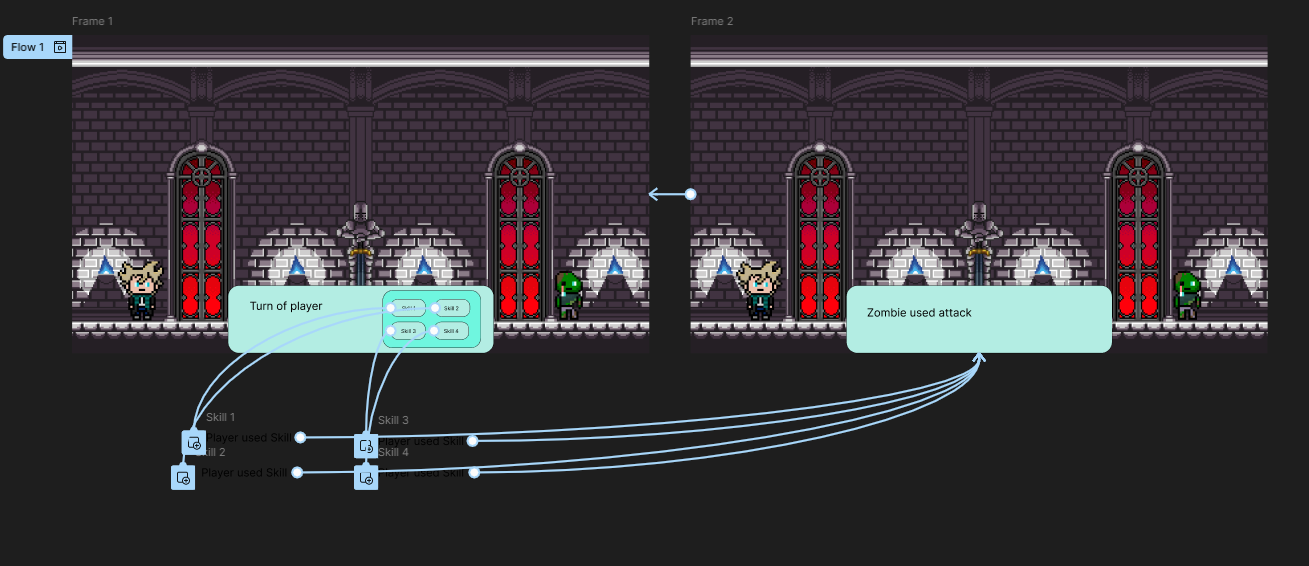 Frame 1
Frame 2
Flow 1
Turn of player
Skill 2
Skill 3
Skill 4
Zombie used attack
Skill 1
Skill 3
Player used Skill
Player used Skill
Skill 2
Skill 4
Player used Skill
Player used Skill